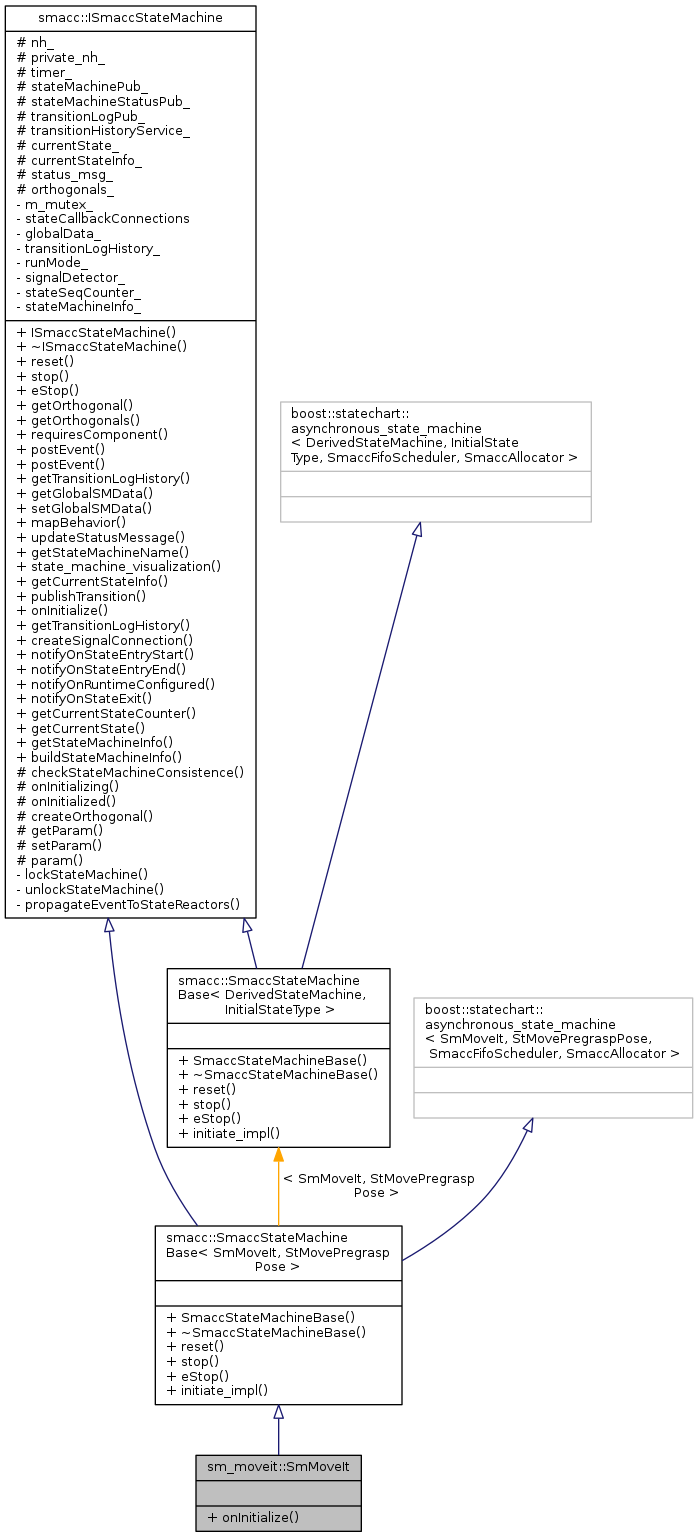 smacc::ISmaccStateMachine
# nh_
# private_nh_
# timer_
# stateMachinePub_
# stateMachineStatusPub_
# transitionLogPub_
# transitionHistoryService_
# currentState_
# currentStateInfo_
# status_msg_
# orthogonals_
- m_mutex_
- stateCallbackConnections
- globalData_
- transitionLogHistory_
- runMode_
- signalDetector_
- stateSeqCounter_
- stateMachineInfo_
+ ISmaccStateMachine()
+ ~ISmaccStateMachine()
+ reset()
+ stop()
+ eStop()
+ getOrthogonal()
+ getOrthogonals()
+ requiresComponent()
+ postEvent()
+ postEvent()
+ getTransitionLogHistory()
+ getGlobalSMData()
+ setGlobalSMData()
+ mapBehavior()
+ updateStatusMessage()
+ getStateMachineName()
+ state_machine_visualization()
+ getCurrentStateInfo()
+ publishTransition()
+ onInitialize()
+ getTransitionLogHistory()
+ createSignalConnection()
+ notifyOnStateEntryStart()
+ notifyOnStateEntryEnd()
+ notifyOnRuntimeConfigured()
+ notifyOnStateExit()
+ getCurrentStateCounter()
+ getCurrentState()
+ getStateMachineInfo()
+ buildStateMachineInfo()
# checkStateMachineConsistence()
# onInitializing()
# onInitialized()
# createOrthogonal()
# getParam()
# setParam()
# param()
- lockStateMachine()
- unlockStateMachine()
- propagateEventToStateReactors()
boost::statechart::
asynchronous_state_machine
< DerivedStateMachine, InitialState
Type, SmaccFifoScheduler, SmaccAllocator >
smacc::SmaccStateMachine
Base< DerivedStateMachine,
InitialStateType >
+ SmaccStateMachineBase()
+ ~SmaccStateMachineBase()
+ reset()
+ stop()
+ eStop()
+ initiate_impl()
boost::statechart::
asynchronous_state_machine
< SmMoveIt, StMovePregraspPose,
SmaccFifoScheduler, SmaccAllocator >
< SmMoveIt, StMovePregrasp
Pose >
smacc::SmaccStateMachine
Base< SmMoveIt, StMovePregrasp
Pose >
+ SmaccStateMachineBase()
+ ~SmaccStateMachineBase()
+ reset()
+ stop()
+ eStop()
+ initiate_impl()
sm_moveit::SmMoveIt
+ onInitialize()